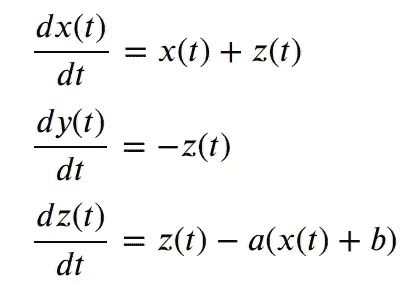 dx(t)/dt = x(t) + z(t)
dy(t)/dt = −z(t)
dz(t)/dt = z(t) − a(x(t) + b)